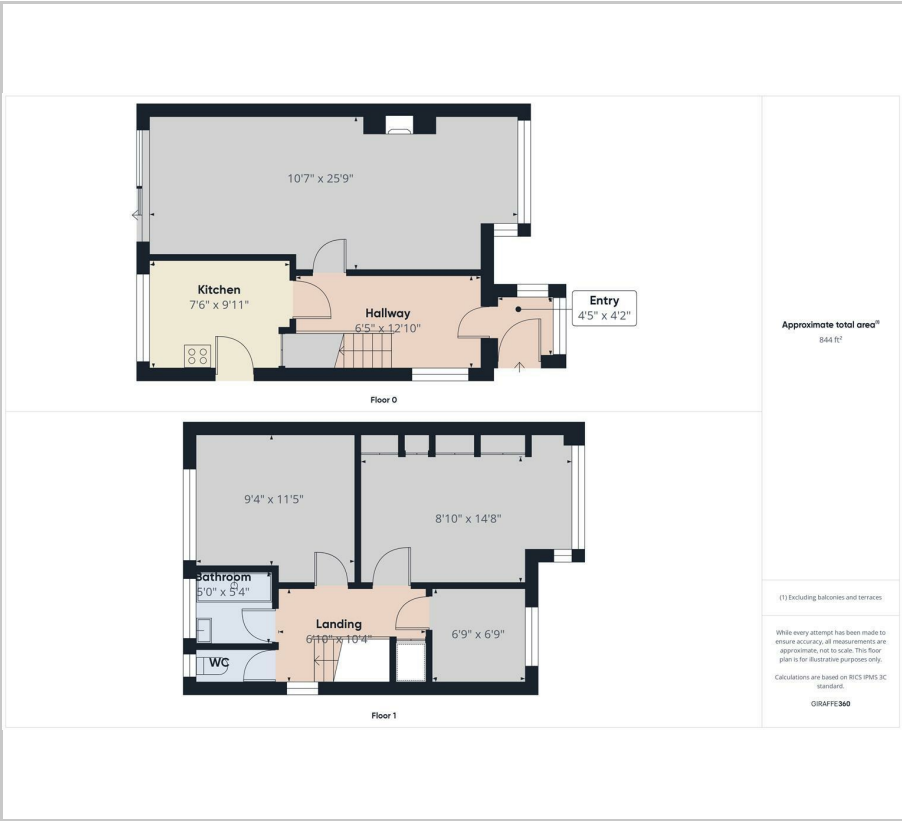 10'7" x 25'9"
Kitchen
7'6" x 9'11"
Hallway
6'5" x 12'10"
Entry
4'5" x 4'2"
Floor 0
9'4" x 11'5"
8'10" x 14'8"
Bathroom
5'0" x 5'4"
Landing
6'10" x 10'4"
6'9" x 6'9"
WC
Floor 1
Approximate total area⁽¹⁾
844 ft²
(1) Excluding balconies and terraces
While every attempt has been made to
ensure accuracy, all measurements are
approximate, not to scale. This floor
plan is for illustrative purposes only.
Calculations are based on RICS IPMS 3C
standard.
GIRAFFE360